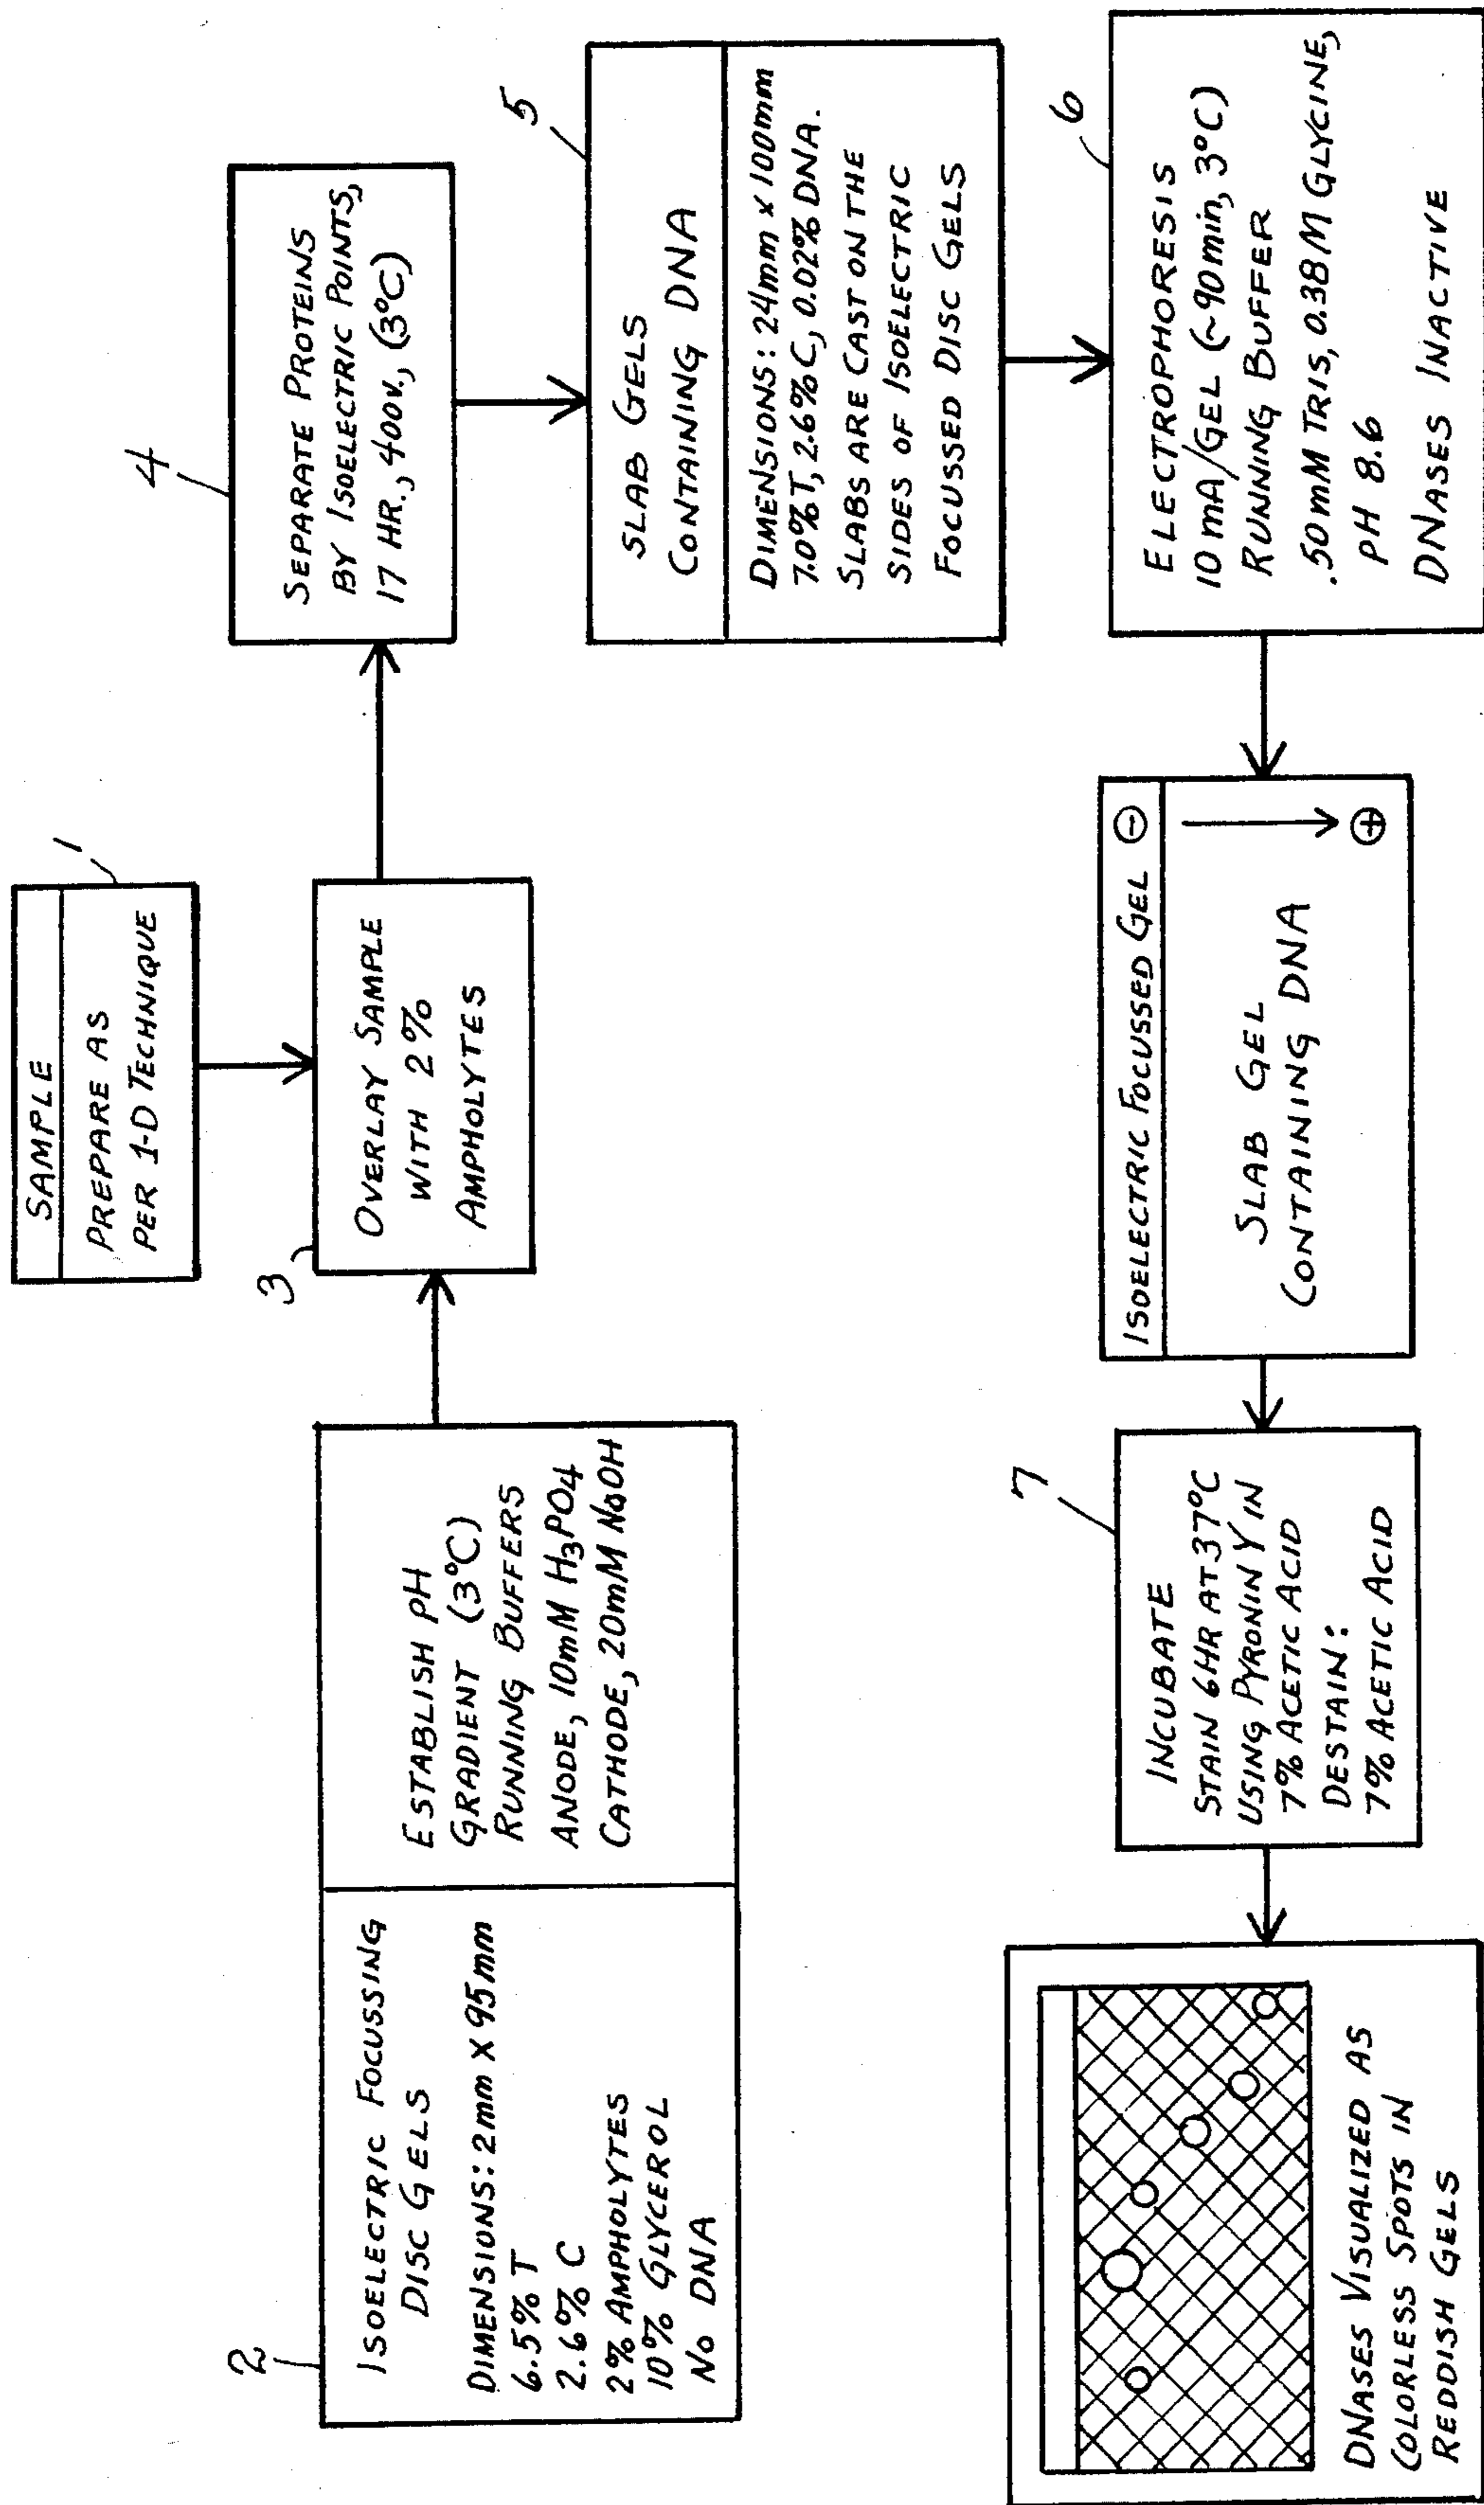 1
SAMPLE
PREPARE AS
PER 1-D TECHNIQUE
2
ISOELECTRIC FOCUSSING
DISC GELS
DIMENSIONS: 2mm X 95mm
6.5% T
2.6% C
2% AMPHOLYTES
10% GLYCEROL
NO DNA
ESTABLISH PH
GRADIENT (3°C)
RUNNING BUFFERS
ANODE, 10mM H3PO4
CATHODE, 20mM NaOH
3
OVERLAY SAMPLE
WITH 2%
AMPHOLYTES
4
SEPARATE PROTEINS
BY ISOELECTRIC POINTS,
17 HR., 400V., (3°C)
5
SLAB GELS
CONTAINING DNA
DIMENSIONS: 24mm x 100mm
7.0% T, 2.6% C, 0.02% DNA.
SLABS ARE CAST ON THE
SIDES OF ISOELECTRIC
FOCUSSED DISC GELS
6
ELECTROPHORESIS
10 mA/GEL (~90min, 3°C)
RUNNING BUFFER
.50mM TRIS, 0.38M GLYCINE,
PH 8.6
DNASES INACTIVE
ISOELECTRIC FOCUSSED GEL ⊖
SLAB GEL
CONTAINING DNA
⊕
7
INCUBATE
STAIN 6HR AT 37°C
USING PYRONIN Y IN
7% ACETIC ACID
DESTAIN:
7% ACETIC ACID
DNASES VISUALIZED AS
COLORLESS SPOTS IN
REDDISH GELS